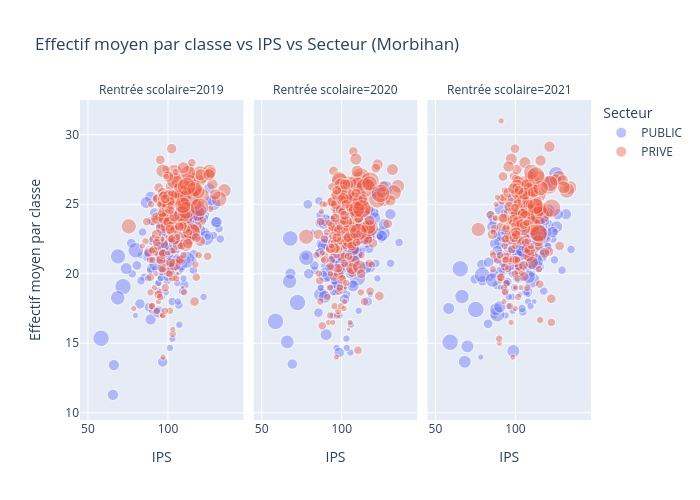 Effectif moyen par classe vs IPS vs Secteur (Morbihan)
Rentrée scolaire=2019
Rentrée scolaire=2020
Rentrée scolaire=2021
Secteur
PUBLIC
PRIVE
Effectif moyen par classe
30
25
20
15
10
50
100
50
100
50
100
IPS
IPS
IPS